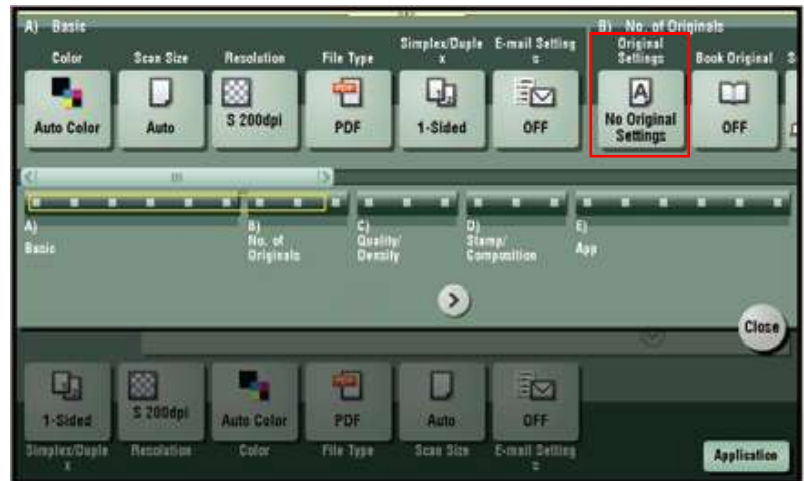 A) Basic
B) No. of Originals
Color
Scan Size
Resolution
File Type
Simplex/Duple
x
E-mail Setting
s
Original
Settings
Book Original
S
Auto Color
Auto
S 200dpi
PDF
1-Sided
OFF
A
No Original
Settings
OFF
A)
Basic
B)
No. of
Originals
C)
Quality/
Density
D)
Stamp/
Composition
E)
App
Close
1-Sided
S 200dpi
Auto Color
PDF
Auto
OFF
Simplex/Duple
x
Resolution
Color
File Type
Scan Size
E-mail Setting
s
Application